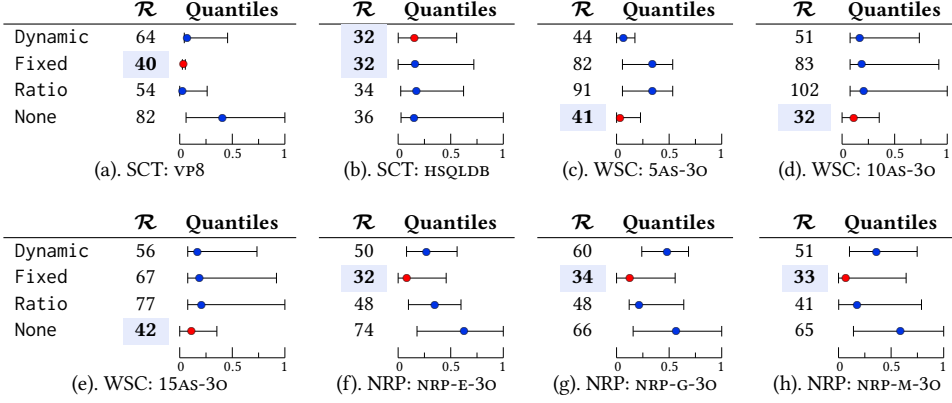 ℛ Quantiles ℛ Quantiles ℛ Quantiles ℛ Quantiles
Dynamic 64 32 44 51
Fixed 40 32 82 83
Ratio 54 34 91 102
None 82 36 41 32
0 0.5 1 0 0.5 1 0 0.5 1 0 0.5 1
(a). SCT: VP8 (b). SCT: HSQLDB (c). WSC: 5AS-3O (d). WSC: 10AS-3O
ℛ Quantiles ℛ Quantiles ℛ Quantiles ℛ Quantiles
Dynamic 56 50 60 51
Fixed 67 32 34 33
Ratio 77 48 48 41
None 42 74 66 65
0 0.5 1 0 0.5 1 0 0.5 1 0 0.5 1
(e). WSC: 15AS-3O (f). NRP: NRP-E-3O (g). NRP: NRP-G-3O (h). NRP: NRP-M-3O